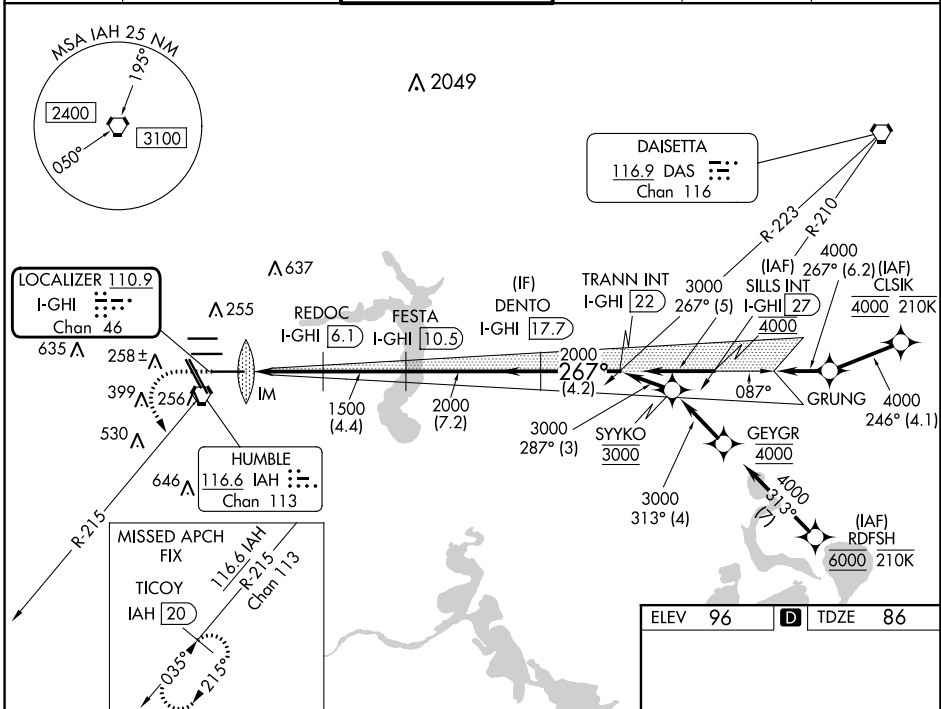 MSA IAH 25 NM
195°
2400
3100
050°
2049
DAISETTA
116.9 DAS
Chan 116
R-223
R-210
LOCALIZER 110.9
I-GHI
Chan 46
637
255
635
258±
399
256
530
646
REDOC
I-GHI 6.1
FESTA
I-GHI 10.5
(IF)
DENTO
I-GHI 17.7
TRANN INT
I-GHI 22
3000
267° (5)
(IAF)
SILLS INT
I-GHI 27
4000
4000
267° (6.2)
(IAF)
CLSIK
4000 210K
IM
1500
(4.4)
2000
(7.2)
2000
267°
(4.2)
087°
GRUNG
4000
246° (4.1)
3000
287° (3)
SYYKO
3000
GEYGR
4000
3000
313° (4)
4000
313°
(7)
(IAF)
RDFSH
6000 210K
HUMBLE
116.6 IAH
Chan 113
R-215
MISSED APCH
FIX
TICOY
IAH 20
116.6 IAH
R-215
Chan 113
035°
215°
ELEV 96 D TDZE 86